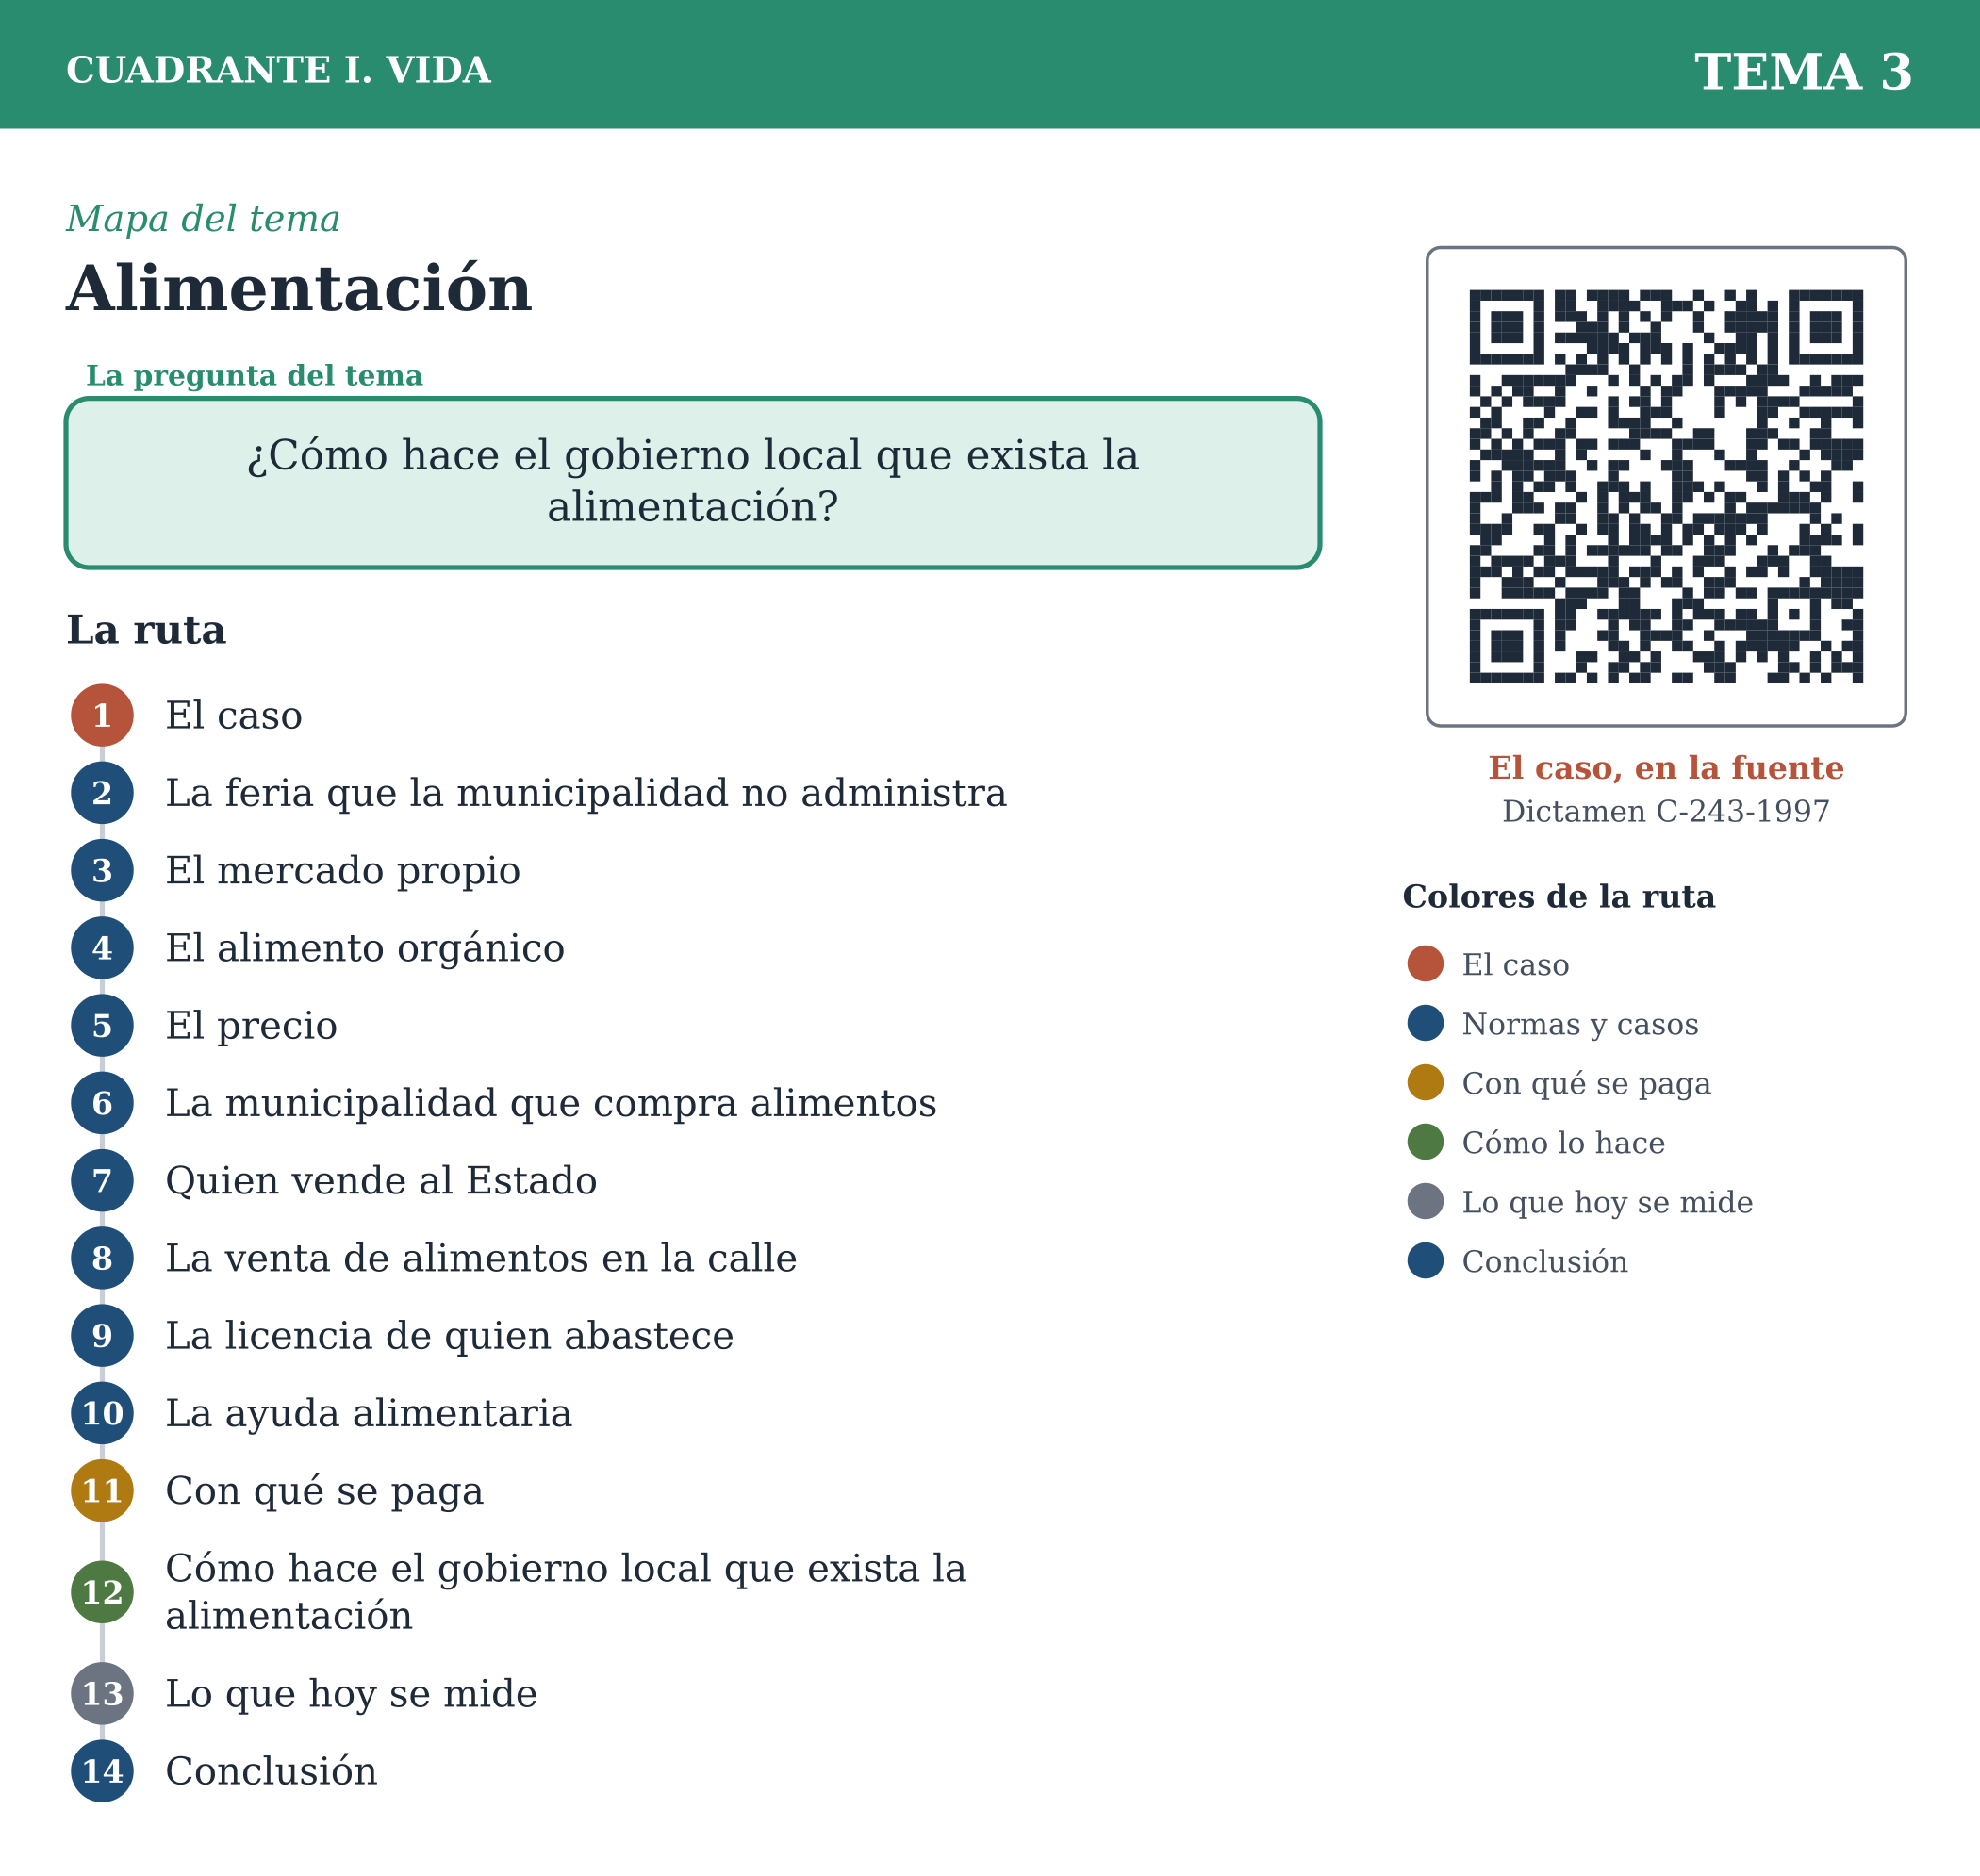 CUADRANTE I. VIDA
TEMA 3
Mapa del tema
Alimentación
La pregunta del tema
¿Cómo hace el gobierno local que exista la
alimentación?
La ruta
1 El caso
2 La feria que la municipalidad no administra
3 El mercado propio
4 El alimento orgánico
5 El precio
6 La municipalidad que compra alimentos
7 Quien vende al Estado
8 La venta de alimentos en la calle
9 La licencia de quien abastece
10 La ayuda alimentaria
11 Con qué se paga
12 Cómo hace el gobierno local que exista la
alimentación
13 Lo que hoy se mide
14 Conclusión
El caso, en la fuente
Dictamen C-243-1997
Colores de la ruta
El caso
Normas y casos
Con qué se paga
Cómo lo hace
Lo que hoy se mide
Conclusión